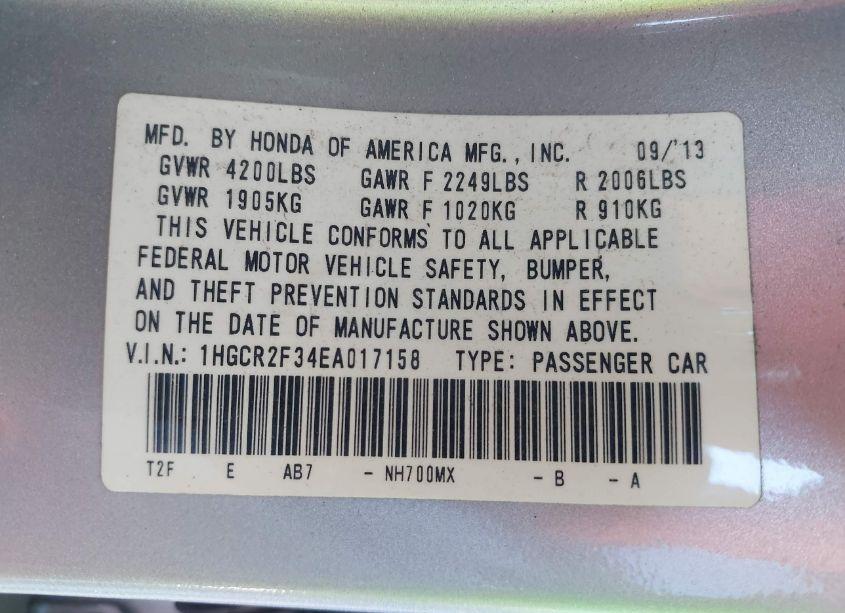 MFD. BY HONDA OF AMERICA MFG., INC. 09/'13
GVWR 4200LBS GAWR F 2249LBS R 2006LBS
GVWR 1905KG GAWR F 1020KG R 910KG
THIS VEHICLE CONFORMS TO ALL APPLICABLE
FEDERAL MOTOR VEHICLE SAFETY, BUMPER,
AND THEFT PREVENTION STANDARDS IN EFFECT
ON THE DATE OF MANUFACTURE SHOWN ABOVE.
V.I.N.: 1HGCR2F34EA017158 TYPE: PASSENGER CAR
T2F E AB7 - NH700MX - B - A